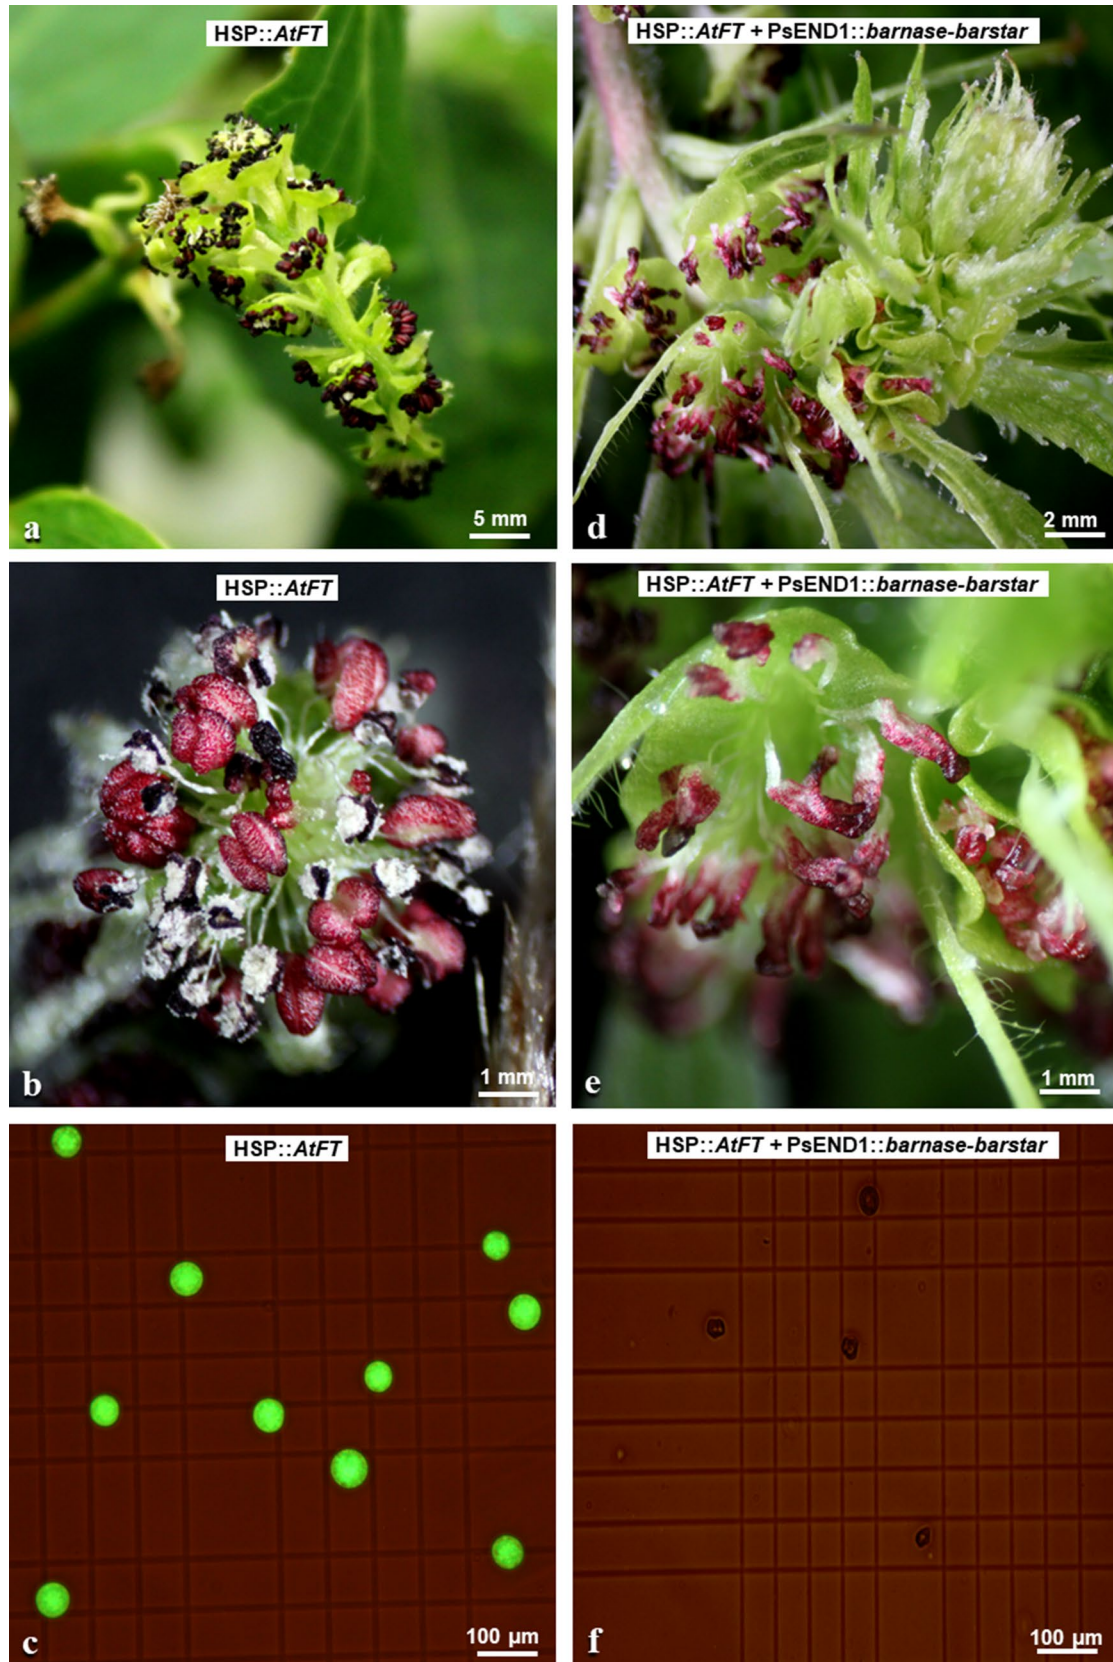 HSP::AtFT
a
5 mm
HSP::AtFT + PsEND1::barnase-barstar
d
2 mm
HSP::AtFT
b
1 mm
HSP::AtFT + PsEND1::barnase-barstar
e
1 mm
HSP::AtFT
c
100 µm
HSP::AtFT + PsEND1::barnase-barstar
f
100 µm